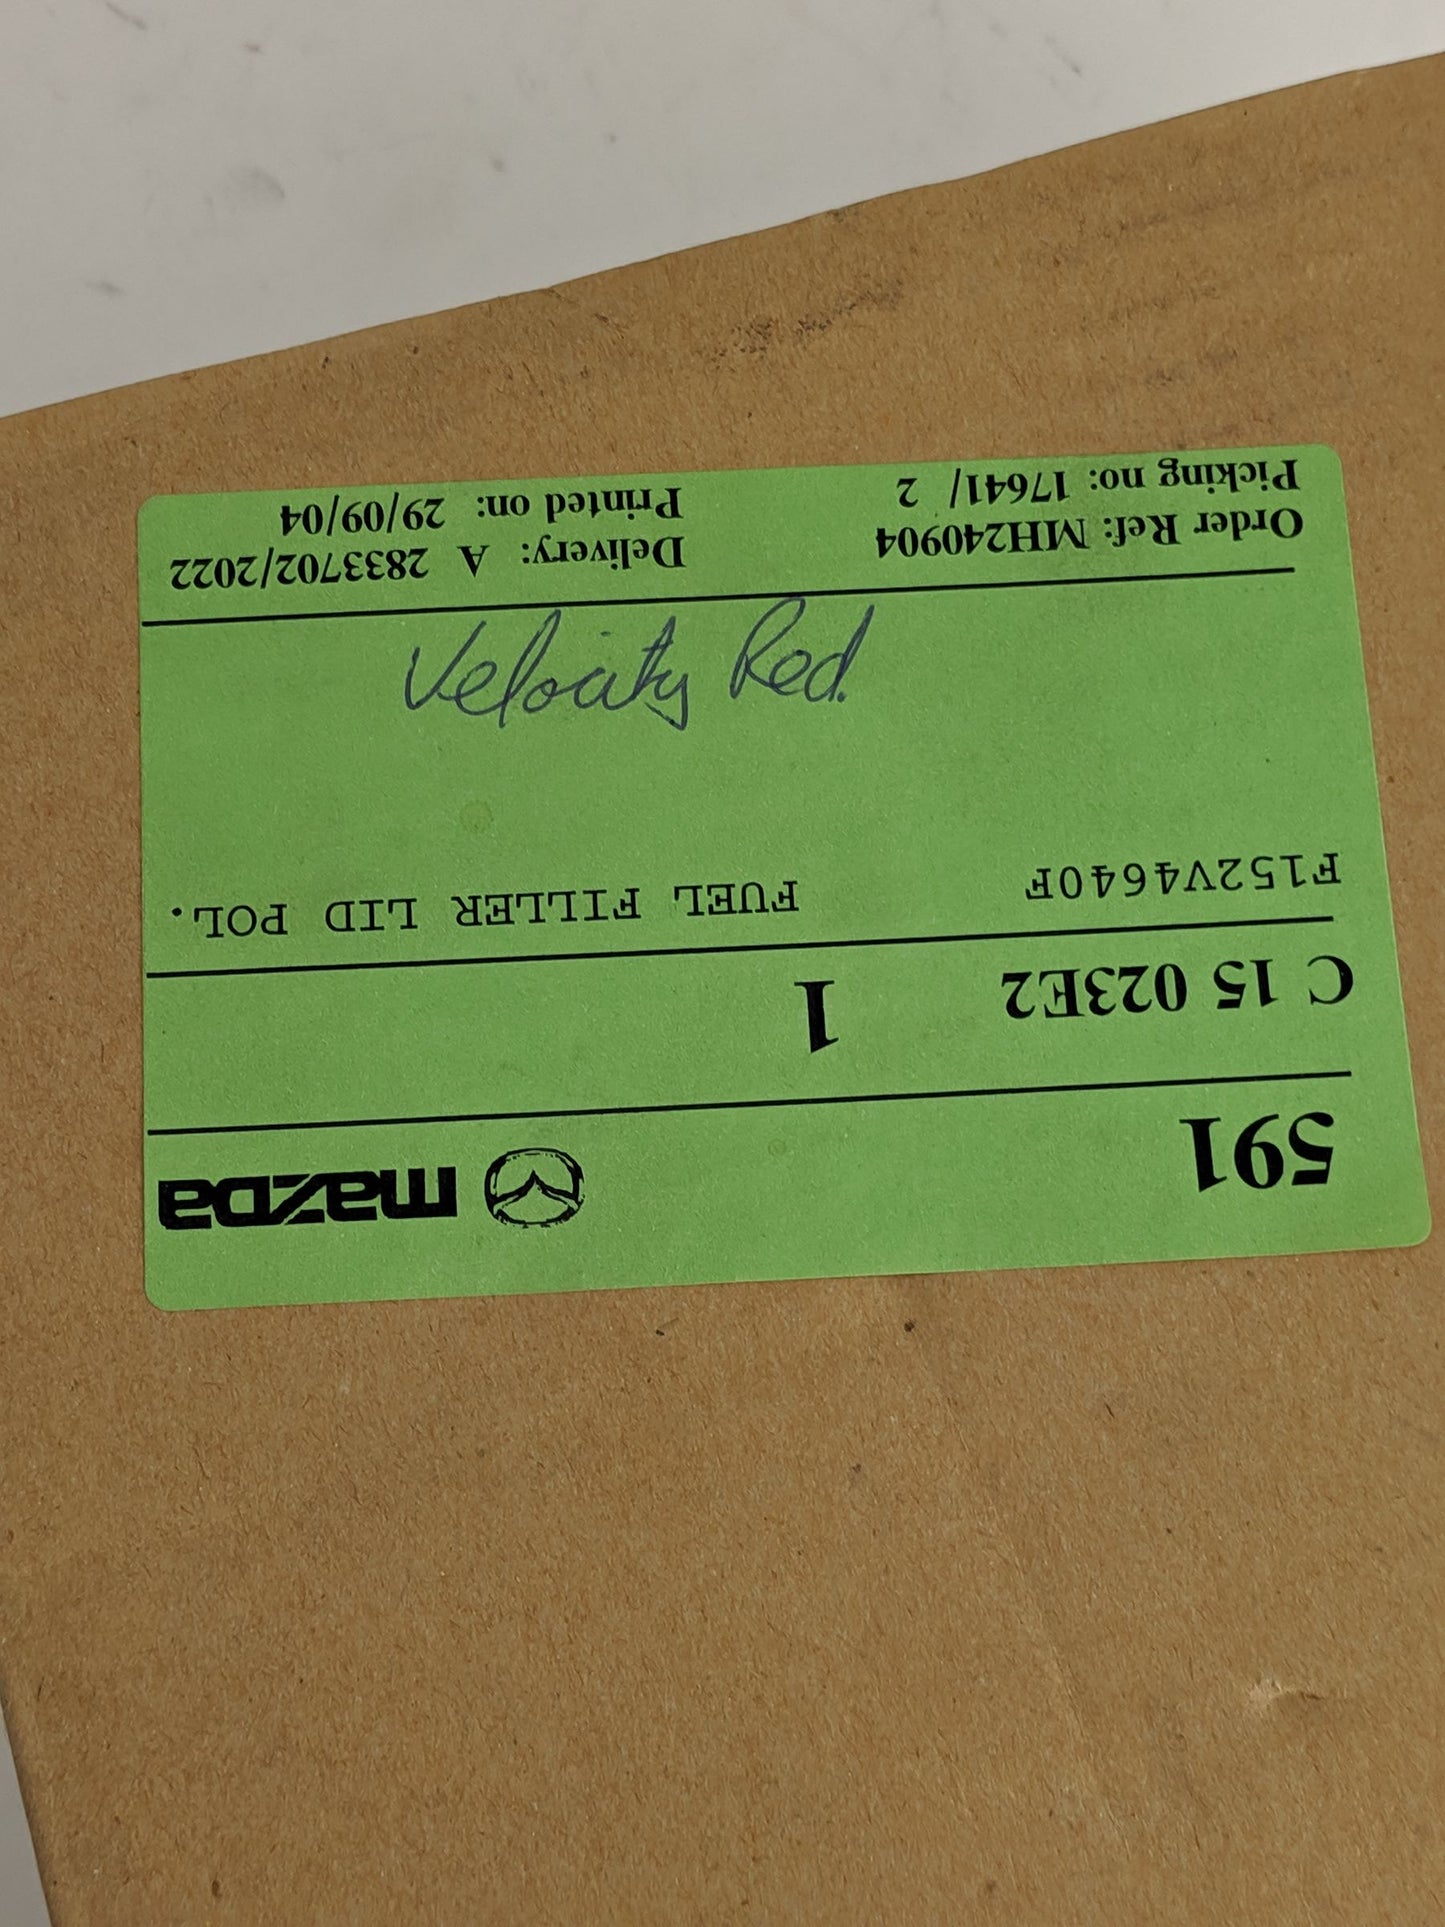 591
mazda
C 15 023E2 1
F152V4640F FUEL FILLER LID POL.
Velocity Red.
Order Ref: MH240904 Delivery: A 2833702/2022
Picking no: 17641/ 2 Printed on: 29/09/04